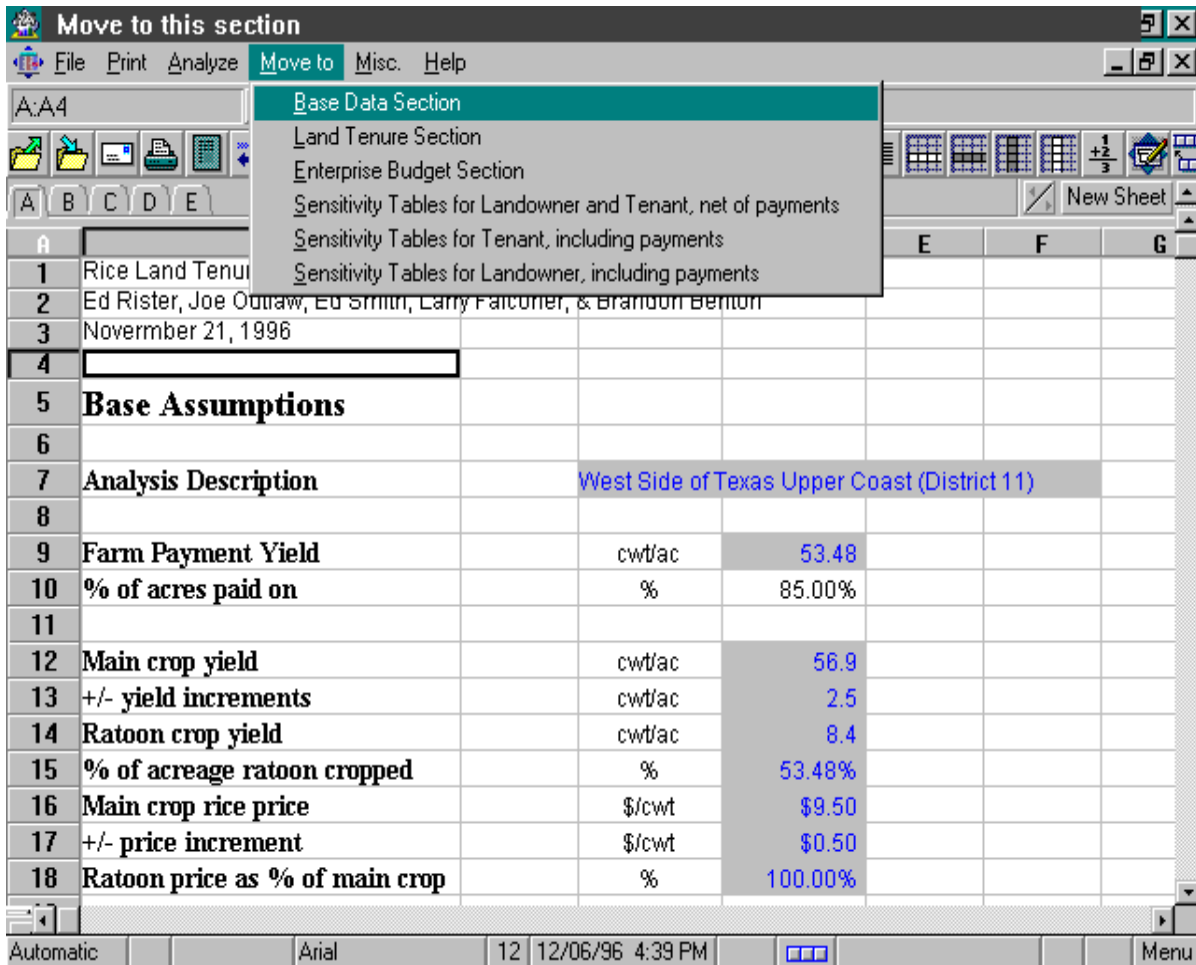 Move to this section
File Print Analyze Move to Misc. Help
A:A4
Base Data Section
Land Tenure Section
Enterprise Budget Section
Sensitivity Tables for Landowner and Tenant, net of payments
Sensitivity Tables for Tenant, including payments
Sensitivity Tables for Landowner, including payments
A B C D E New Sheet
A E F G
1 Rice Land Tenu
2 Ed Rister, Joe Outlaw, Ed Smith, Larry Falconer, & Brandon Benton
3 Novermber 21, 1996
4
5 Base Assumptions
6
7 Analysis Description West Side of Texas Upper Coast (District 11)
8
9 Farm Payment Yield cwt/ac 53.48
10 % of acres paid on % 85.00%
11
12 Main crop yield cwt/ac 56.9
13 +/- yield increments cwt/ac 2.5
14 Ratoon crop yield cwt/ac 8.4
15 % of acreage ratoon cropped % 53.48%
16 Main crop rice price $/cwt $9.50
17 +/- price increment $/cwt $0.50
18 Ratoon price as % of main crop % 100.00%
Automatic Arial 12 12/06/96 4:39 PM Menu